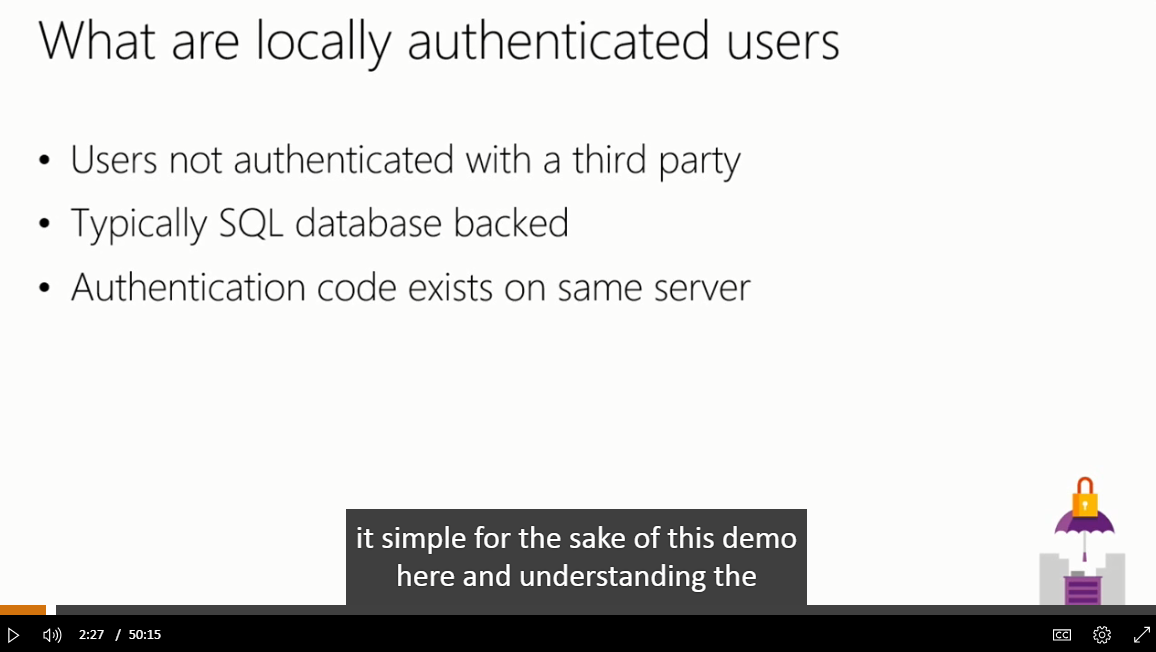 What are locally authenticated users
• Users not authenticated with a third party
• Typically SQL database backed
• Authentication code exists on same server
it simple for the sake of this demo
here and understanding the
2:27 / 50:15
CC